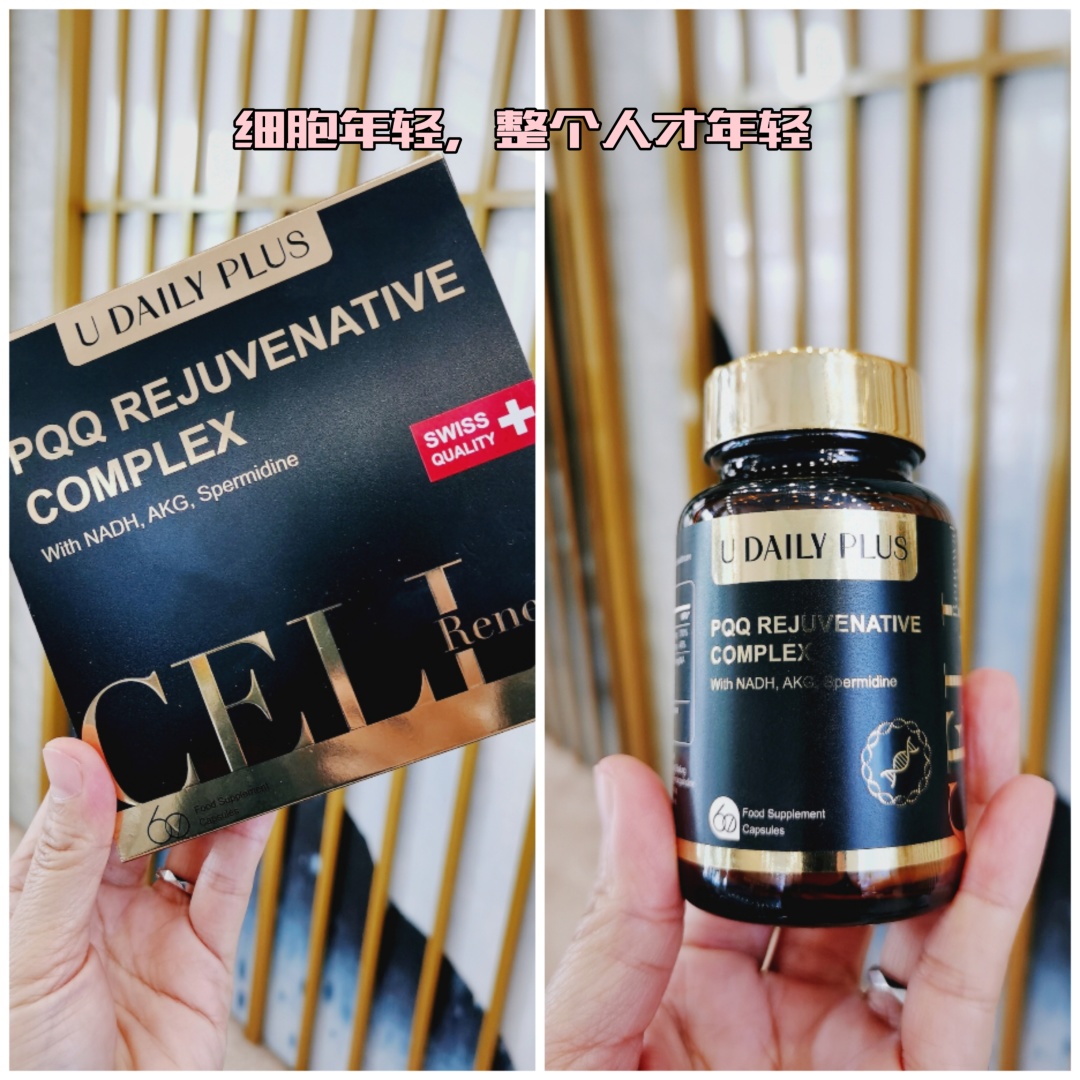 细胞年轻，整个人才年轻
U DAILY PLUS
PQQ REJUVENATIVE
COMPLEX
With NADH, AKG, Spermidine
SWISS
QUALITY
CELL
60
Food Supplement
Capsules
U DAILY PLUS
PQQ REJUVENATIVE
COMPLEX
With NADH, AKG, Spermidine
60
Food Supplement
Capsules